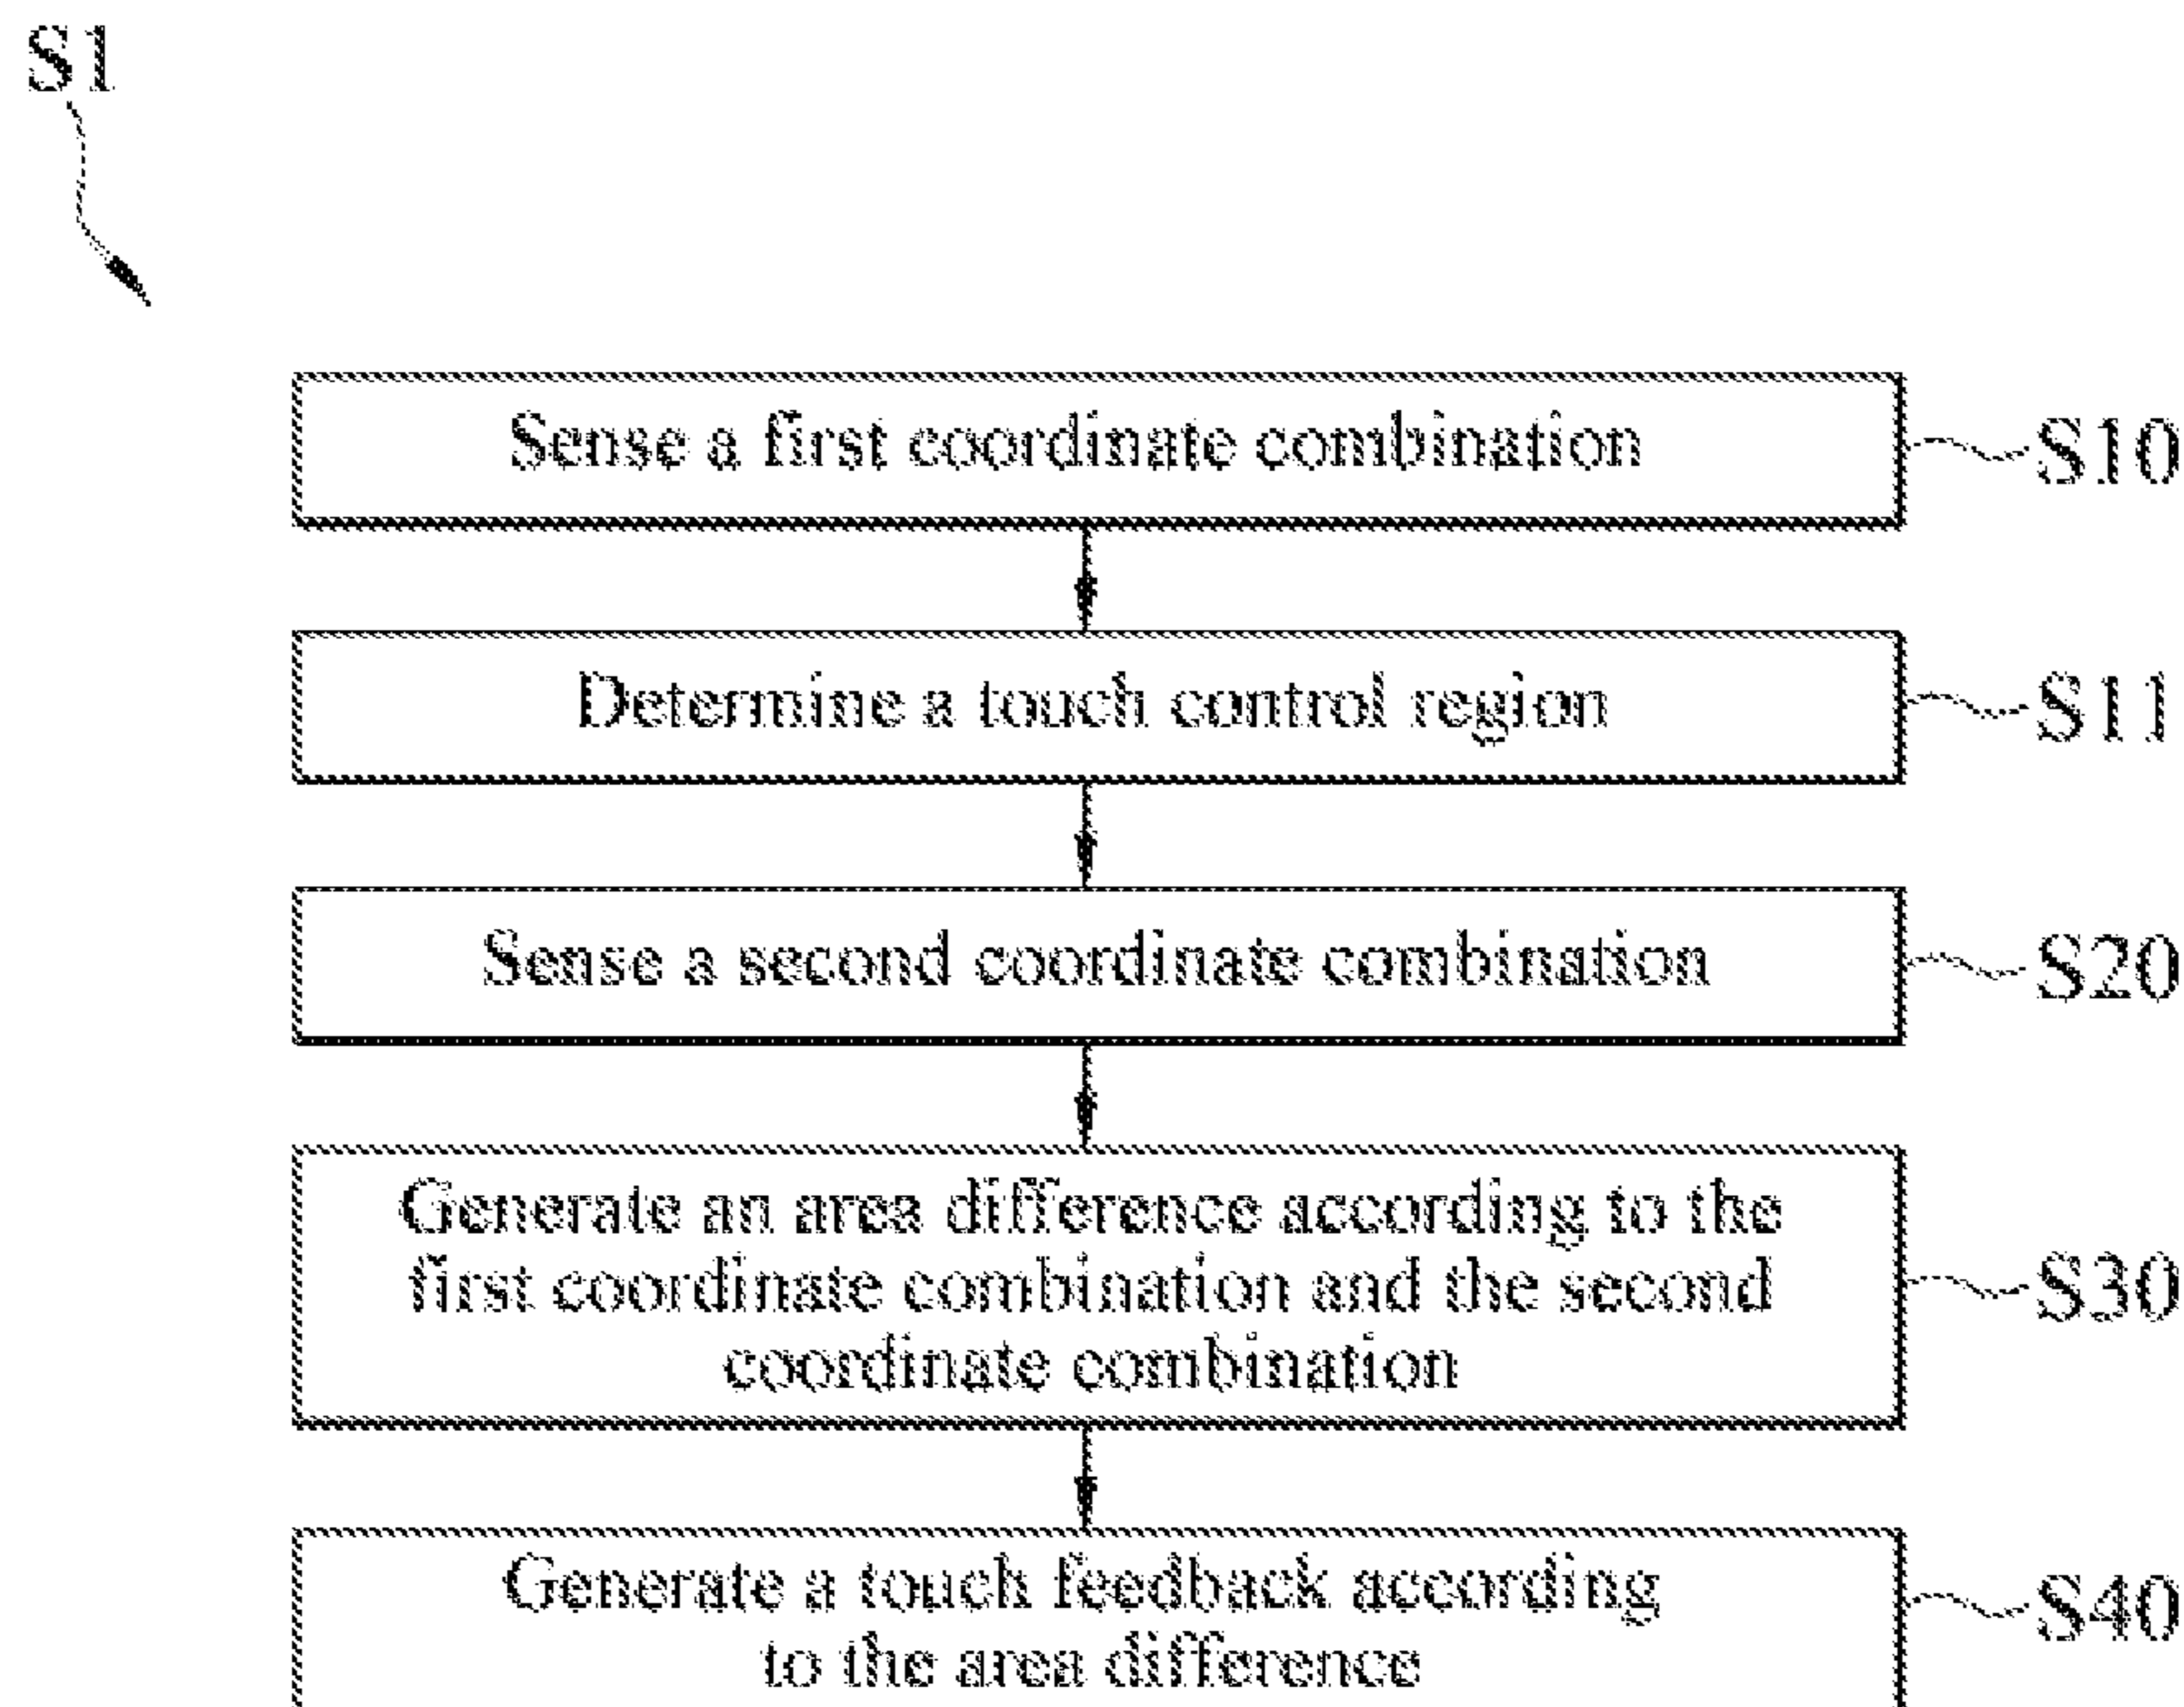 S1
Sense a first coordinate combination
S10
Determine a touch control region
S11
Sense a second coordinate combination
S20
Generate an area difference according to the
first coordinate combination and the second
coordinate combination
S30
Generate a touch feedback according
to the area difference
S40